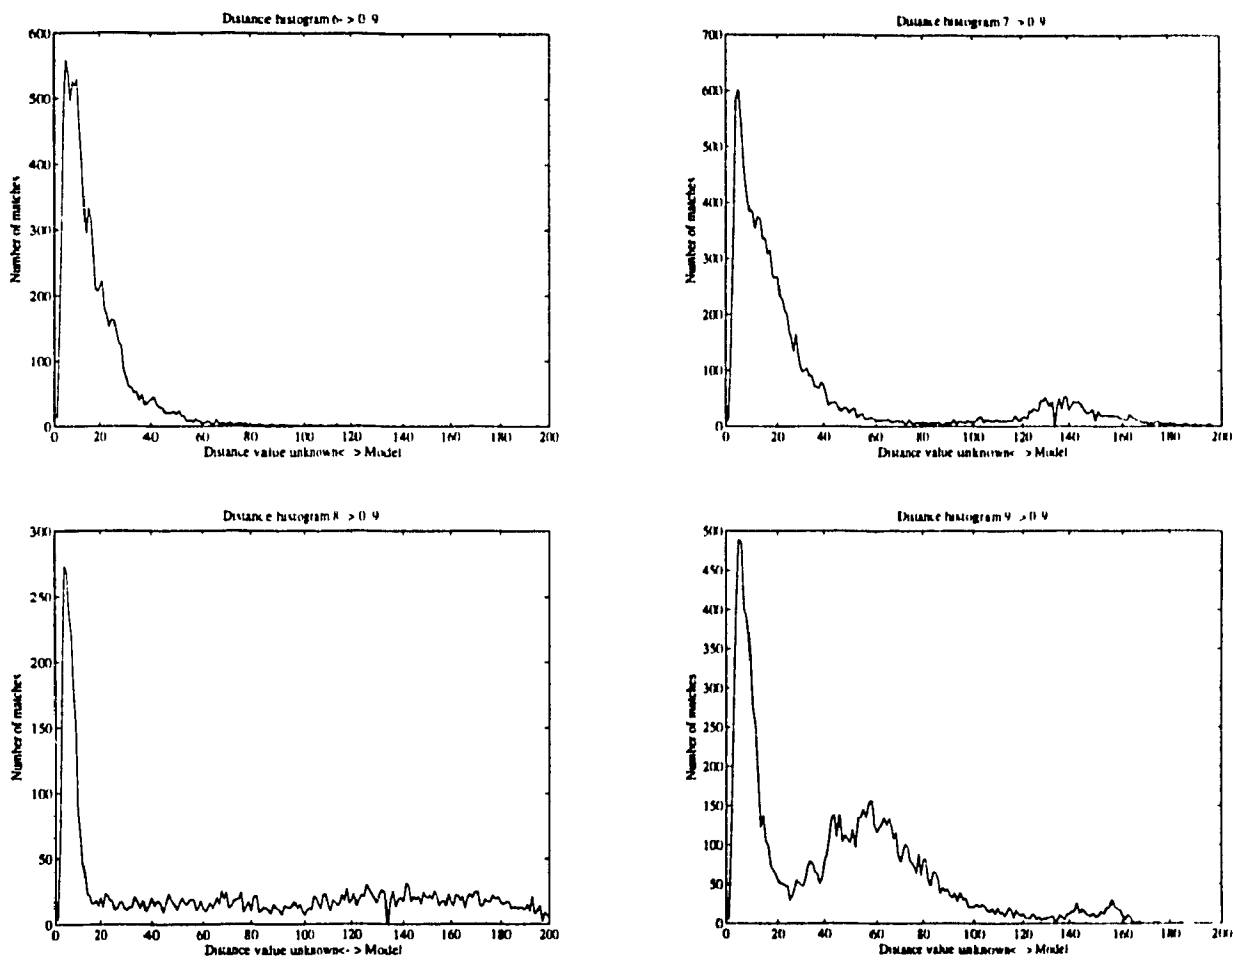 Distance histogram 6- > 0 9
600
500
400
300
200
100
0
Number of matches
0 20 40 60 80 100 120 140 160 180 200
Distance value unknown< - > Model
Distance histogram 7 > 0 9
700
600
500
400
300
200
100
0
Number of matches
0 20 40 60 80 100 120 140 160 180 200
Distance value unknown< > Model
Distance histogram 8 > 0 9
300
250
200
150
100
50
0
Number of matches
0 20 40 60 80 100 120 140 160 180 200
Distance value unknown< - > Model
Distance histogram 9 > 0 9
500
450
400
350
300
250
200
150
100
50
0
Number of matches
0 20 40 60 80 100 120 140 160 180 200
Distance value unknown< > Model